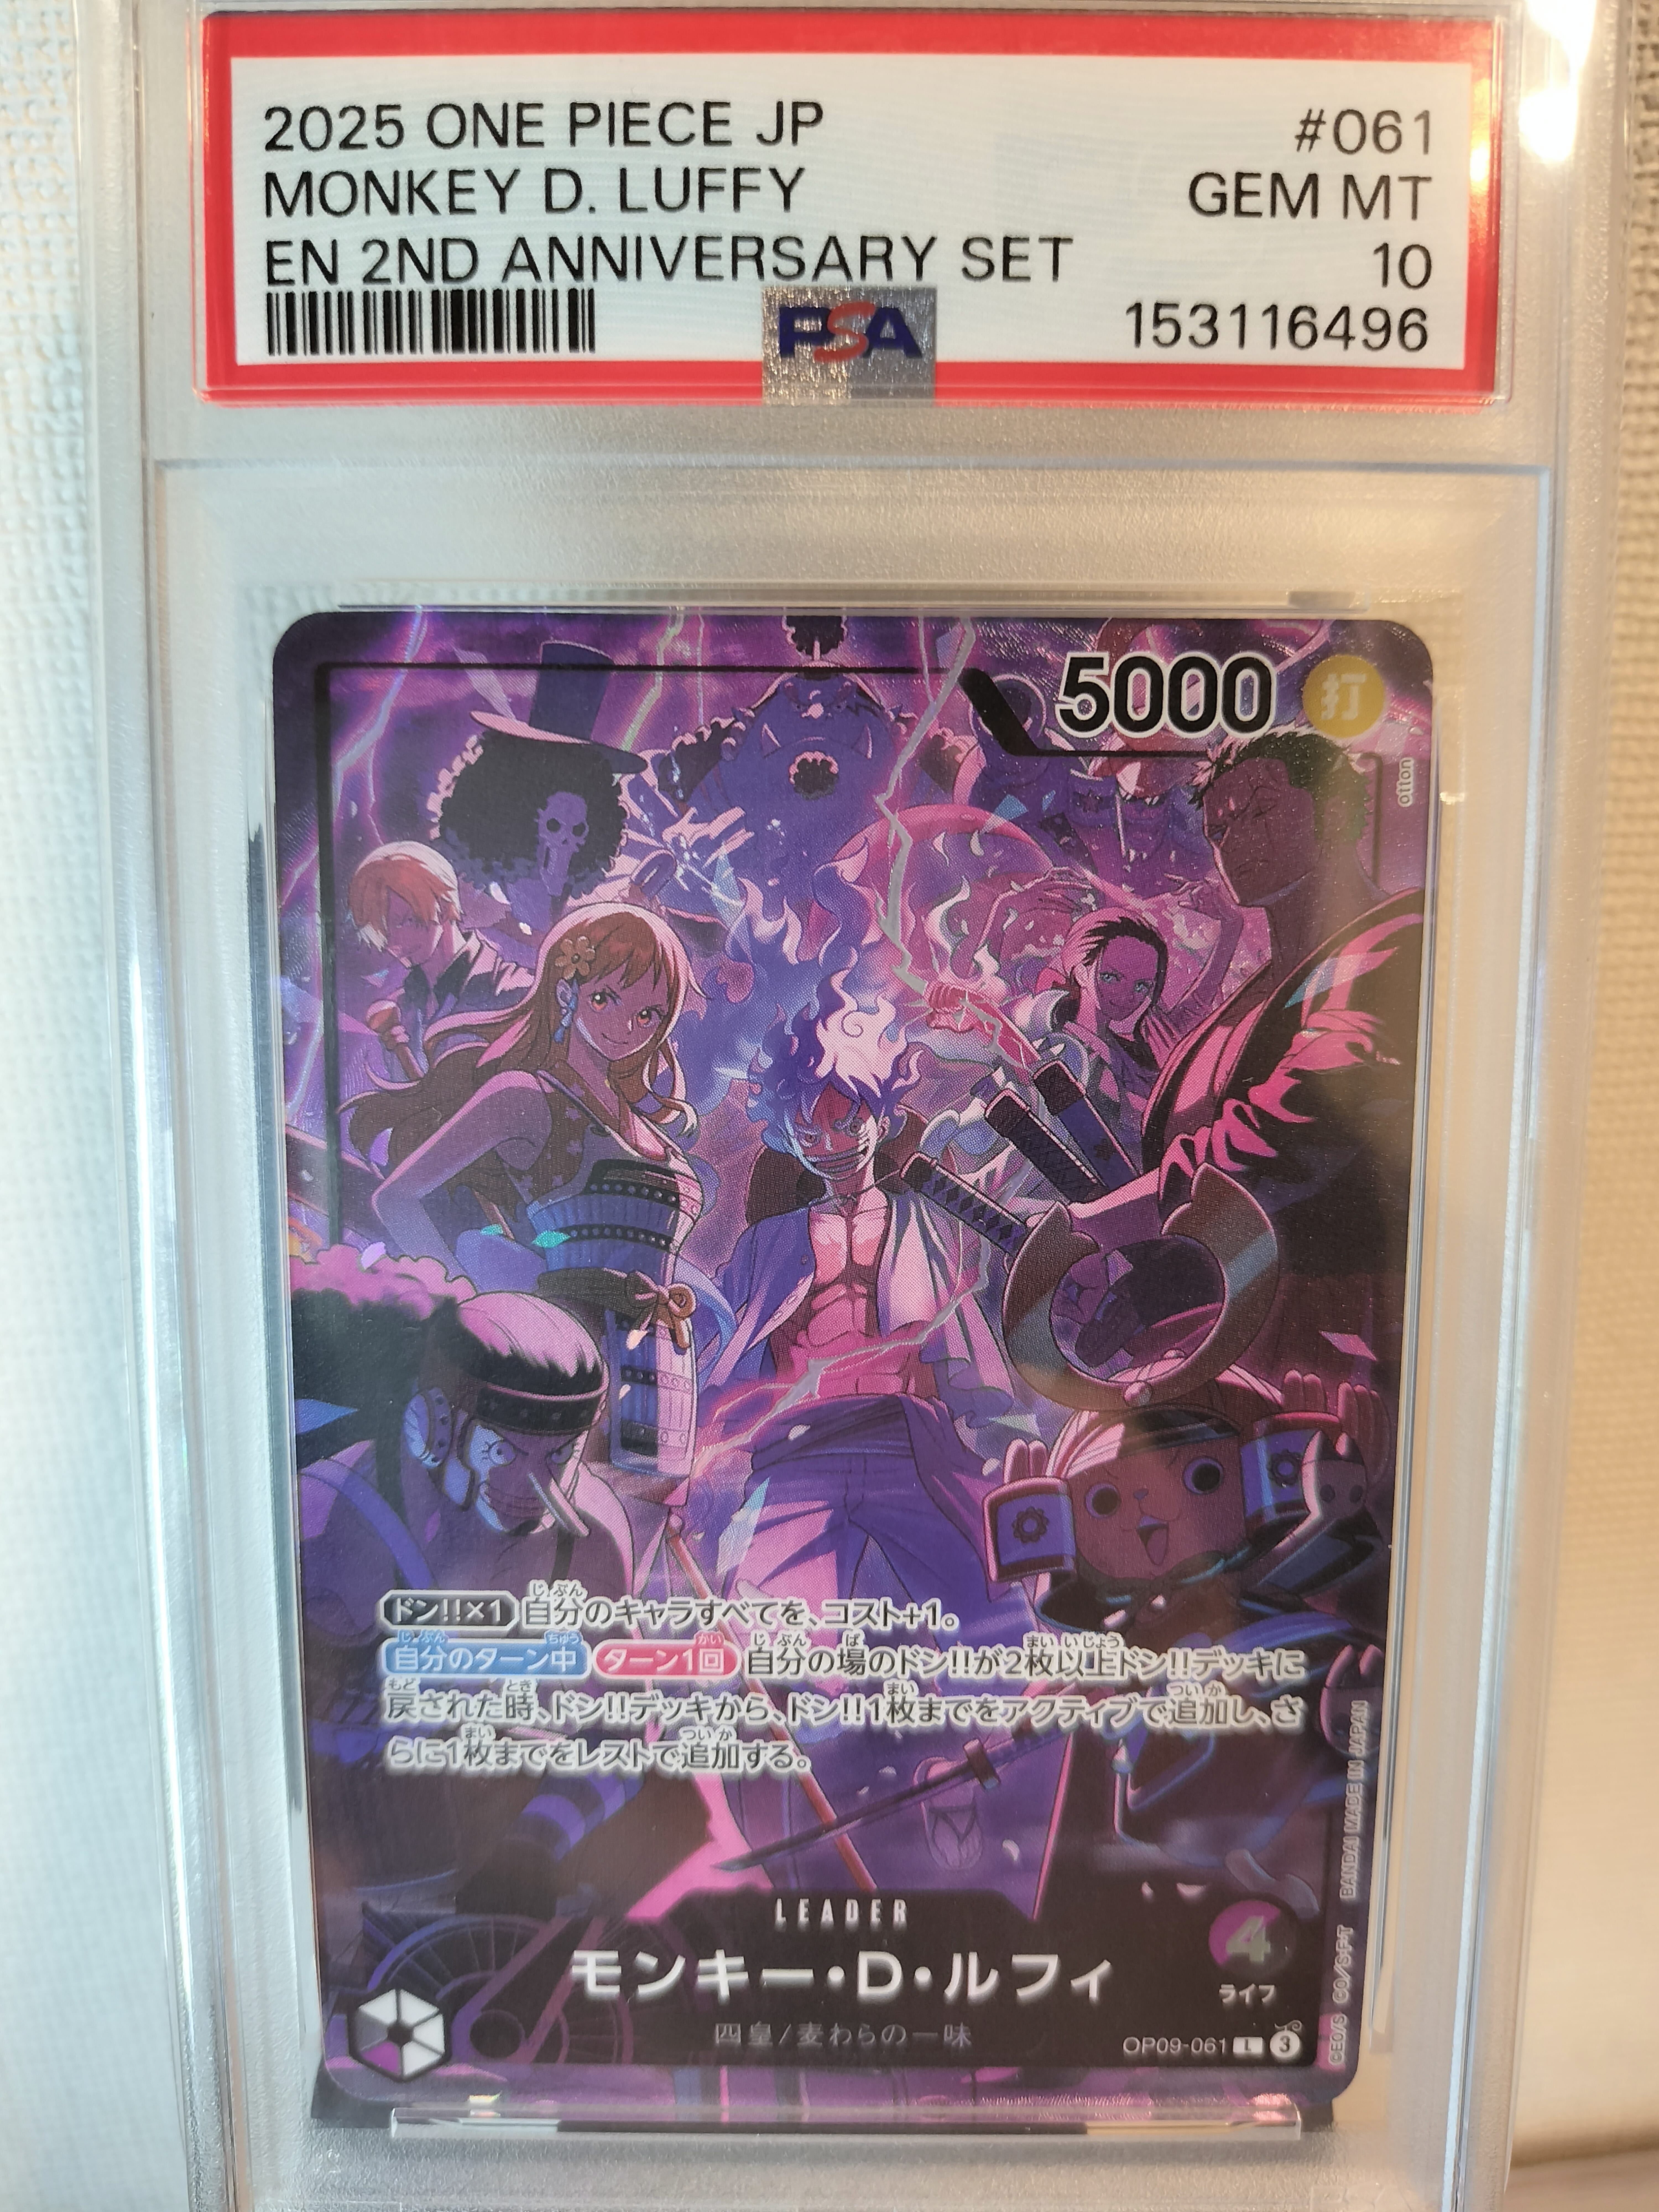 2025 ONE PIECE JP #061
MONKEY D. LUFFY GEM MT
EN 2ND ANNIVERSARY SET 10
PSA 153116496
5000 打
otton
ドン!!×1 自分のキャラすべてを、コスト+1。
自分のターン中 ターン1回 自分の場のドン!!が2枚以上ドン!!デッキに
戻された時、ドン!!デッキから、ドン!!1枚までをアクティブで追加し、さ
らに1枚までをレストで追加する。
LEADER
モンキー・D・ルフィ
4
ライフ
四皇/麦わらの一味
OP09-061 L 3
©EO/S CO/SFT BANDAI MADE IN JAPAN